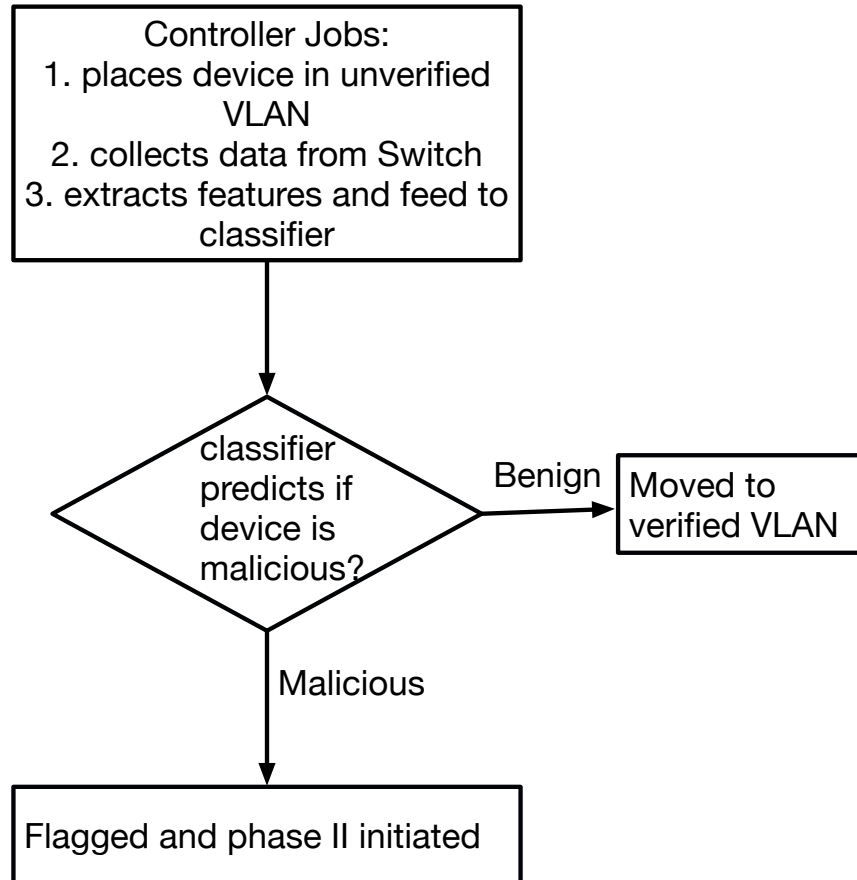 Controller Jobs:
1. places device in unverified
VLAN
2. collects data from Switch
3. extracts features and feed to
classifier
classifier
predicts if
device is
malicious?
Benign
Moved to
verified VLAN
Malicious
Flagged and phase II initiated